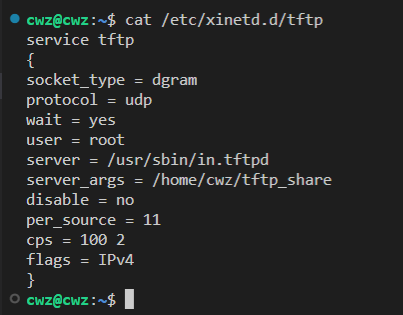 cwz@cwz:~$ cat /etc/xinetd.d/tftp
service tftp
{
socket_type = dgram
protocol = udp
wait = yes
user = root
server = /usr/sbin/in.tftpd
server_args = /home/cwz/tftp_share
disable = no
per_source = 11
cps = 100 2
flags = IPv4
}
cwz@cwz:~$